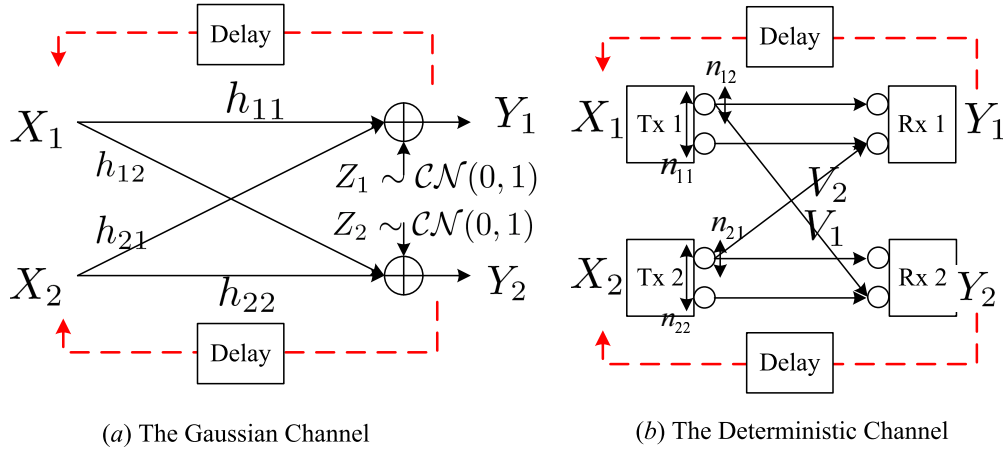 Delay
X₁
h₁₁
Y₁
h₁₂
Z₁ ∼ 𝒞𝒩(0, 1)
h₂₁
Z₂ ∼ 𝒞𝒩(0, 1)
X₂
h₂₂
Y₂
Delay
(a) The Gaussian Channel
Delay
n₁₂
X₁
Tx 1
Rx 1
Y₁
n₁₁
V₂
n₂₁
V₁
X₂
Tx 2
Rx 2
Y₂
n₂₂
Delay
(b) The Deterministic Channel